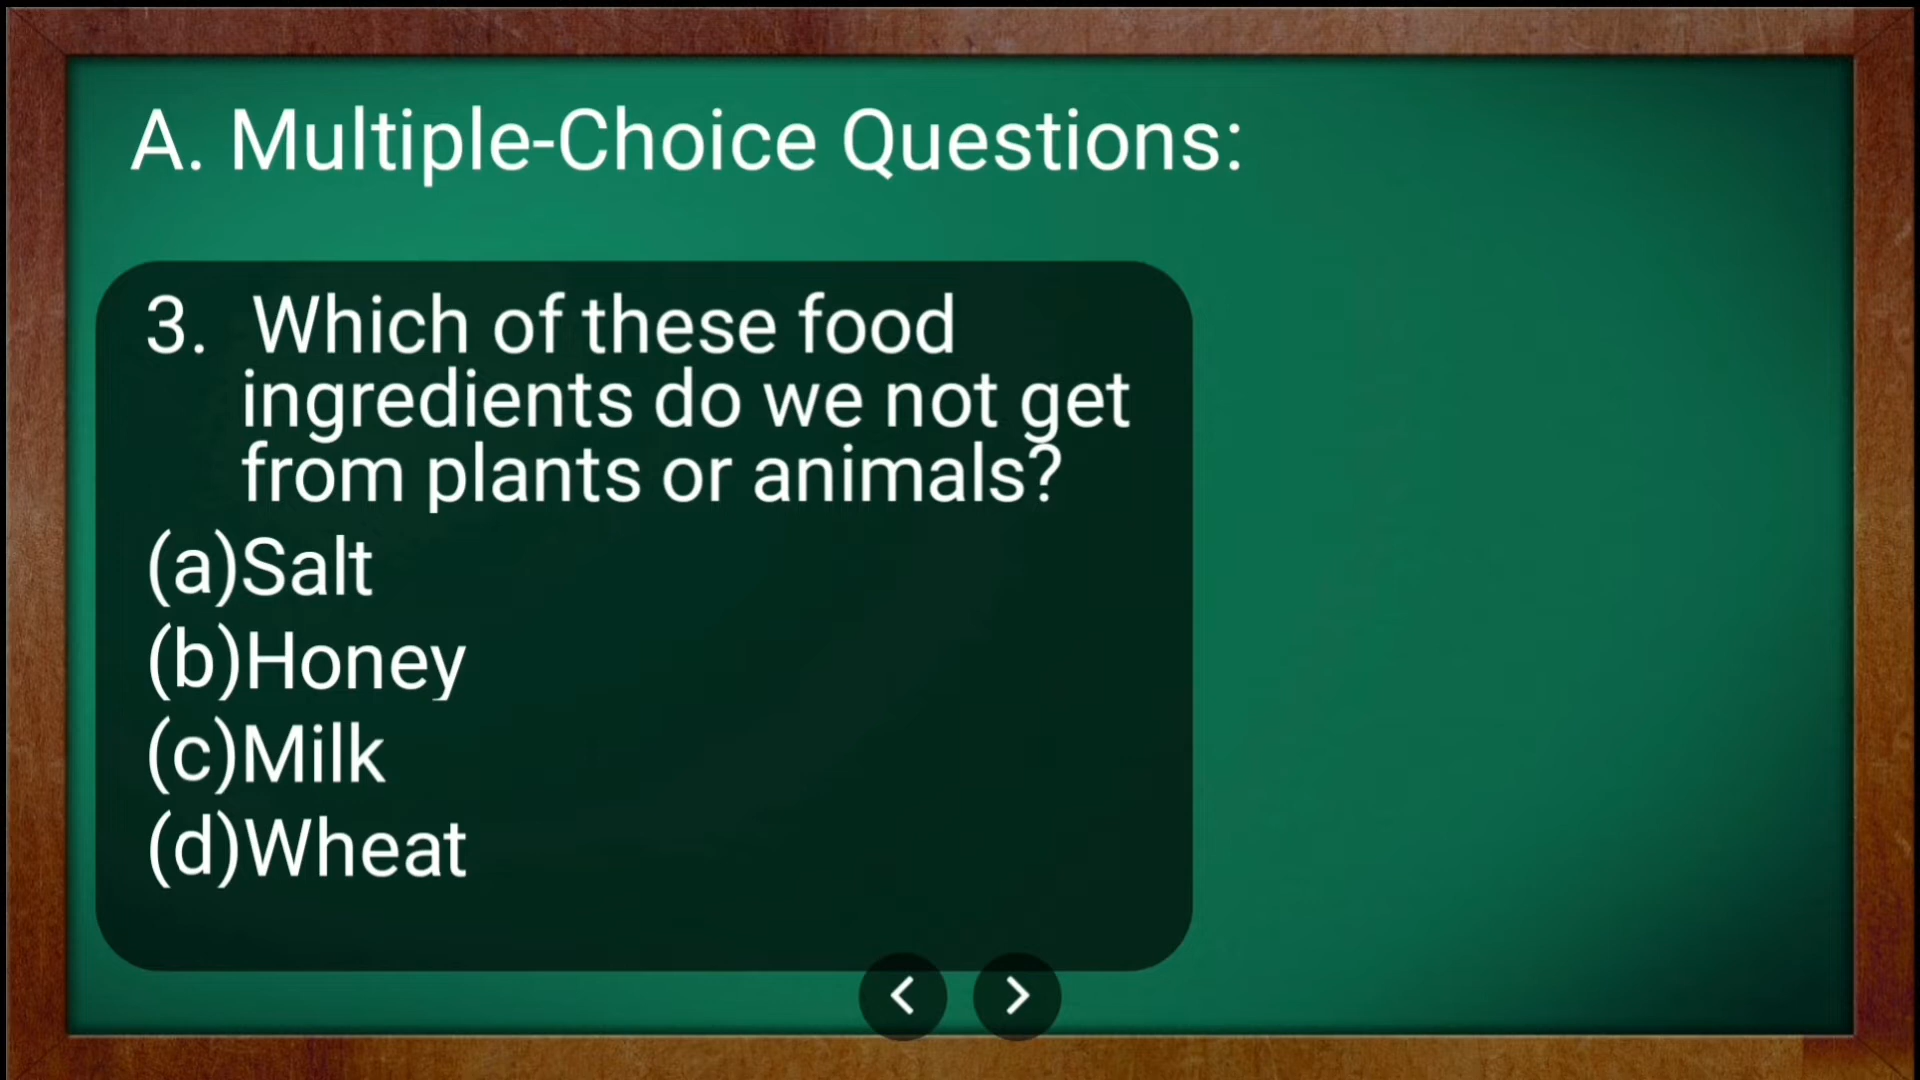 A. Multiple-Choice Questions:
3. Which of these food
ingredients do we not get
from plants or animals?
(a)Salt
(b)Honey
(c)Milk
(d)Wheat